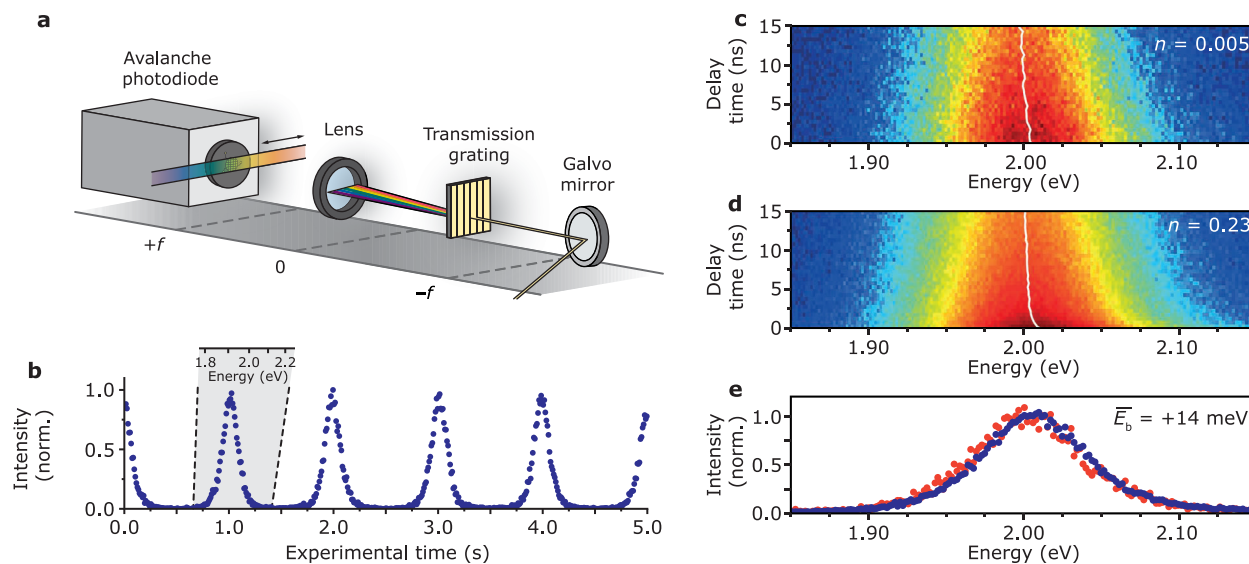 a
Avalanche
photodiode
Lens
Transmission
grating
Galvo
mirror
+f
0
–f
b
1.8 2.0 2.2
Energy (eV)
Intensity
(norm.)
1.0
0.5
0.0
0.0 1.0 2.0 3.0 4.0 5.0
Experimental time (s)
c
Delay
time (ns)
15
10
5
0
n = 0.005
1.90 2.00 2.10
Energy (eV)
d
Delay
time (ns)
15
10
5
0
n = 0.23
1.90 2.00 2.10
Energy (eV)
e
Intensity
(norm.)
1.0
0.5
0.0
E̅b = +14 meV
1.90 2.00 2.10
Energy (eV)